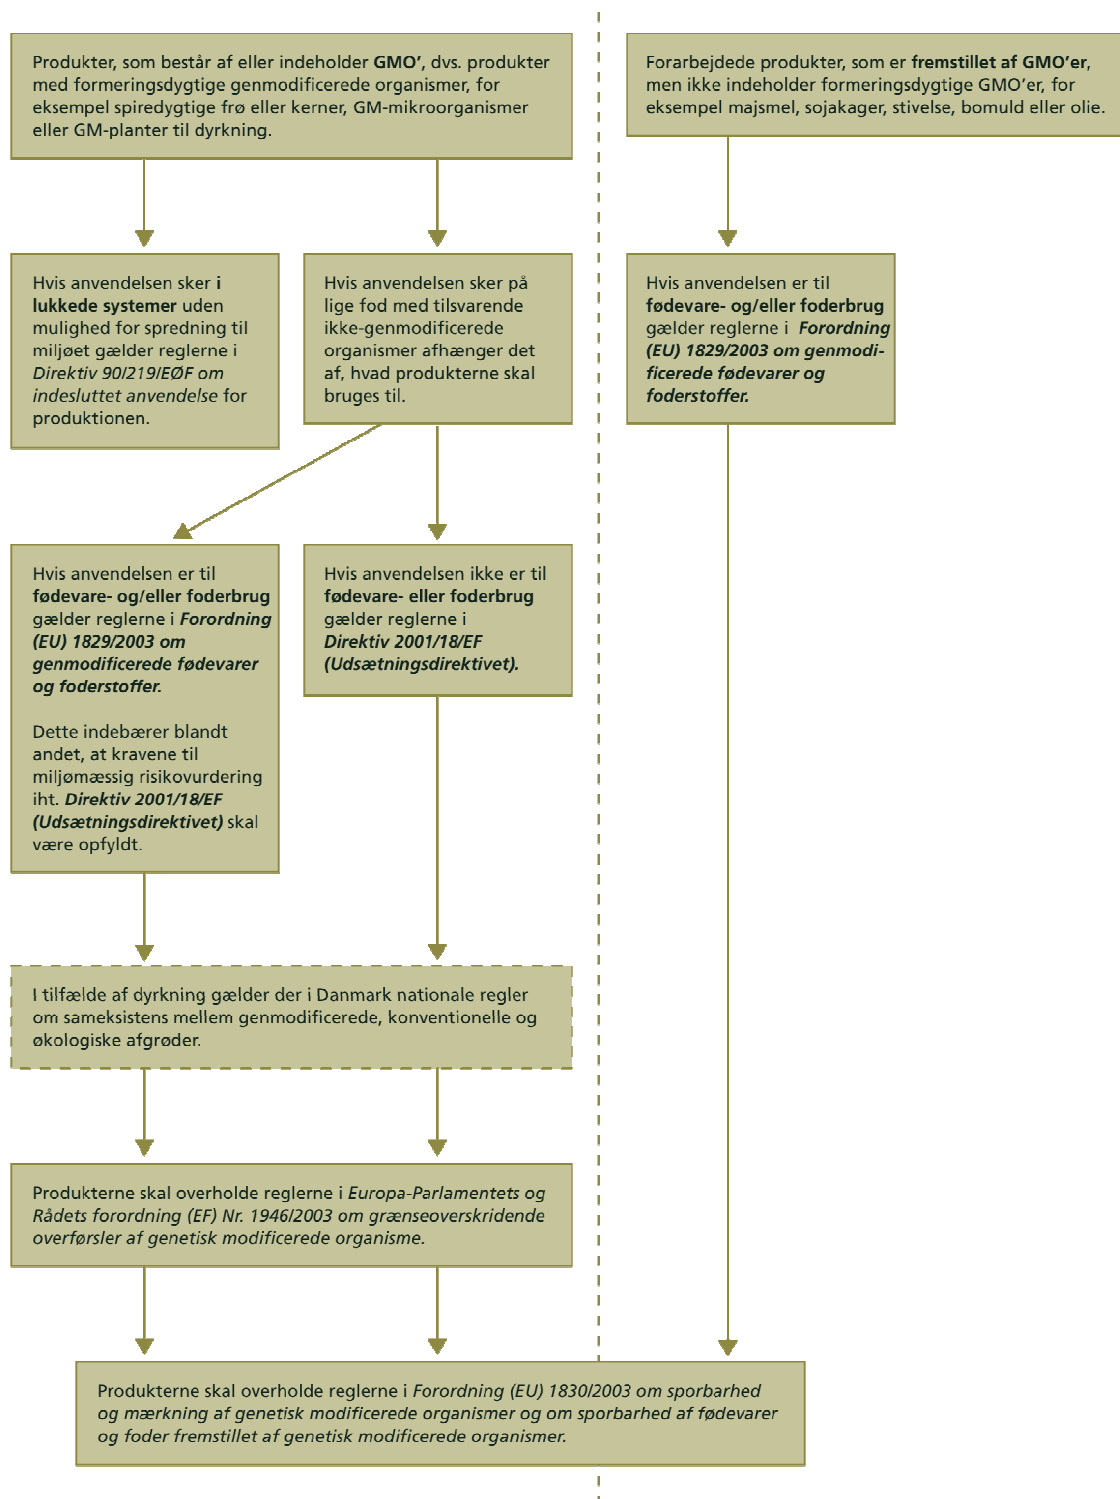 Produkter, som består af eller indeholder GMO’, dvs. produkter
med formeringsdygtige genmodificerede organismer, for
eksempel spiredygtige frø eller kerner, GM-mikroorganismer
eller GM-planter til dyrkning.
Forarbejdede produkter, som er fremstillet af GMO’er,
men ikke indeholder formeringsdygtige GMO’er, for
eksempel majsmel, sojakager, stivelse, bomuld eller olie.
Hvis anvendelsen sker i
lukkede systemer uden
mulighed for spredning til
miljøet gælder reglerne i
Direktiv 90/219/EØF om
indesluttet anvendelse for
produktionen.
Hvis anvendelsen sker på
lige fod med tilsvarende
ikke-genmodificerede
organismer afhænger det
af, hvad produkterne skal
bruges til.
Hvis anvendelsen er til
fødevare- og/eller foderbrug
gælder reglerne i Forordning
(EU) 1829/2003 om genmodi-
ficerede fødevarer og
foderstoffer.
Hvis anvendelsen er til
fødevare- og/eller foderbrug
gælder reglerne i Forordning
(EU) 1829/2003 om
genmodificerede fødevarer
og foderstoffer.
Dette indebærer blandt
andet, at kravene til
miljømæssig risikovurdering
iht. Direktiv 2001/18/EF
(Udsætningsdirektivet) skal
være opfyldt.
Hvis anvendelsen ikke er til
fødevare- eller foderbrug
gælder reglerne i
Direktiv 2001/18/EF
(Udsætningsdirektivet).
I tilfælde af dyrkning gælder der i Danmark nationale regler
om sameksistens mellem genmodificerede, konventionelle og
økologiske afgrøder.
Produkterne skal overholde reglerne i Europa-Parlamentets og
Rådets forordning (EF) Nr. 1946/2003 om grænseoverskridende
overførsler af genetisk modificerede organisme.
Produkterne skal overholde reglerne i Forordning (EU) 1830/2003 om sporbarhed
og mærkning af genetisk modificerede organismer og om sporbarhed af fødevarer
og foder fremstillet af genetisk modificerede organismer.